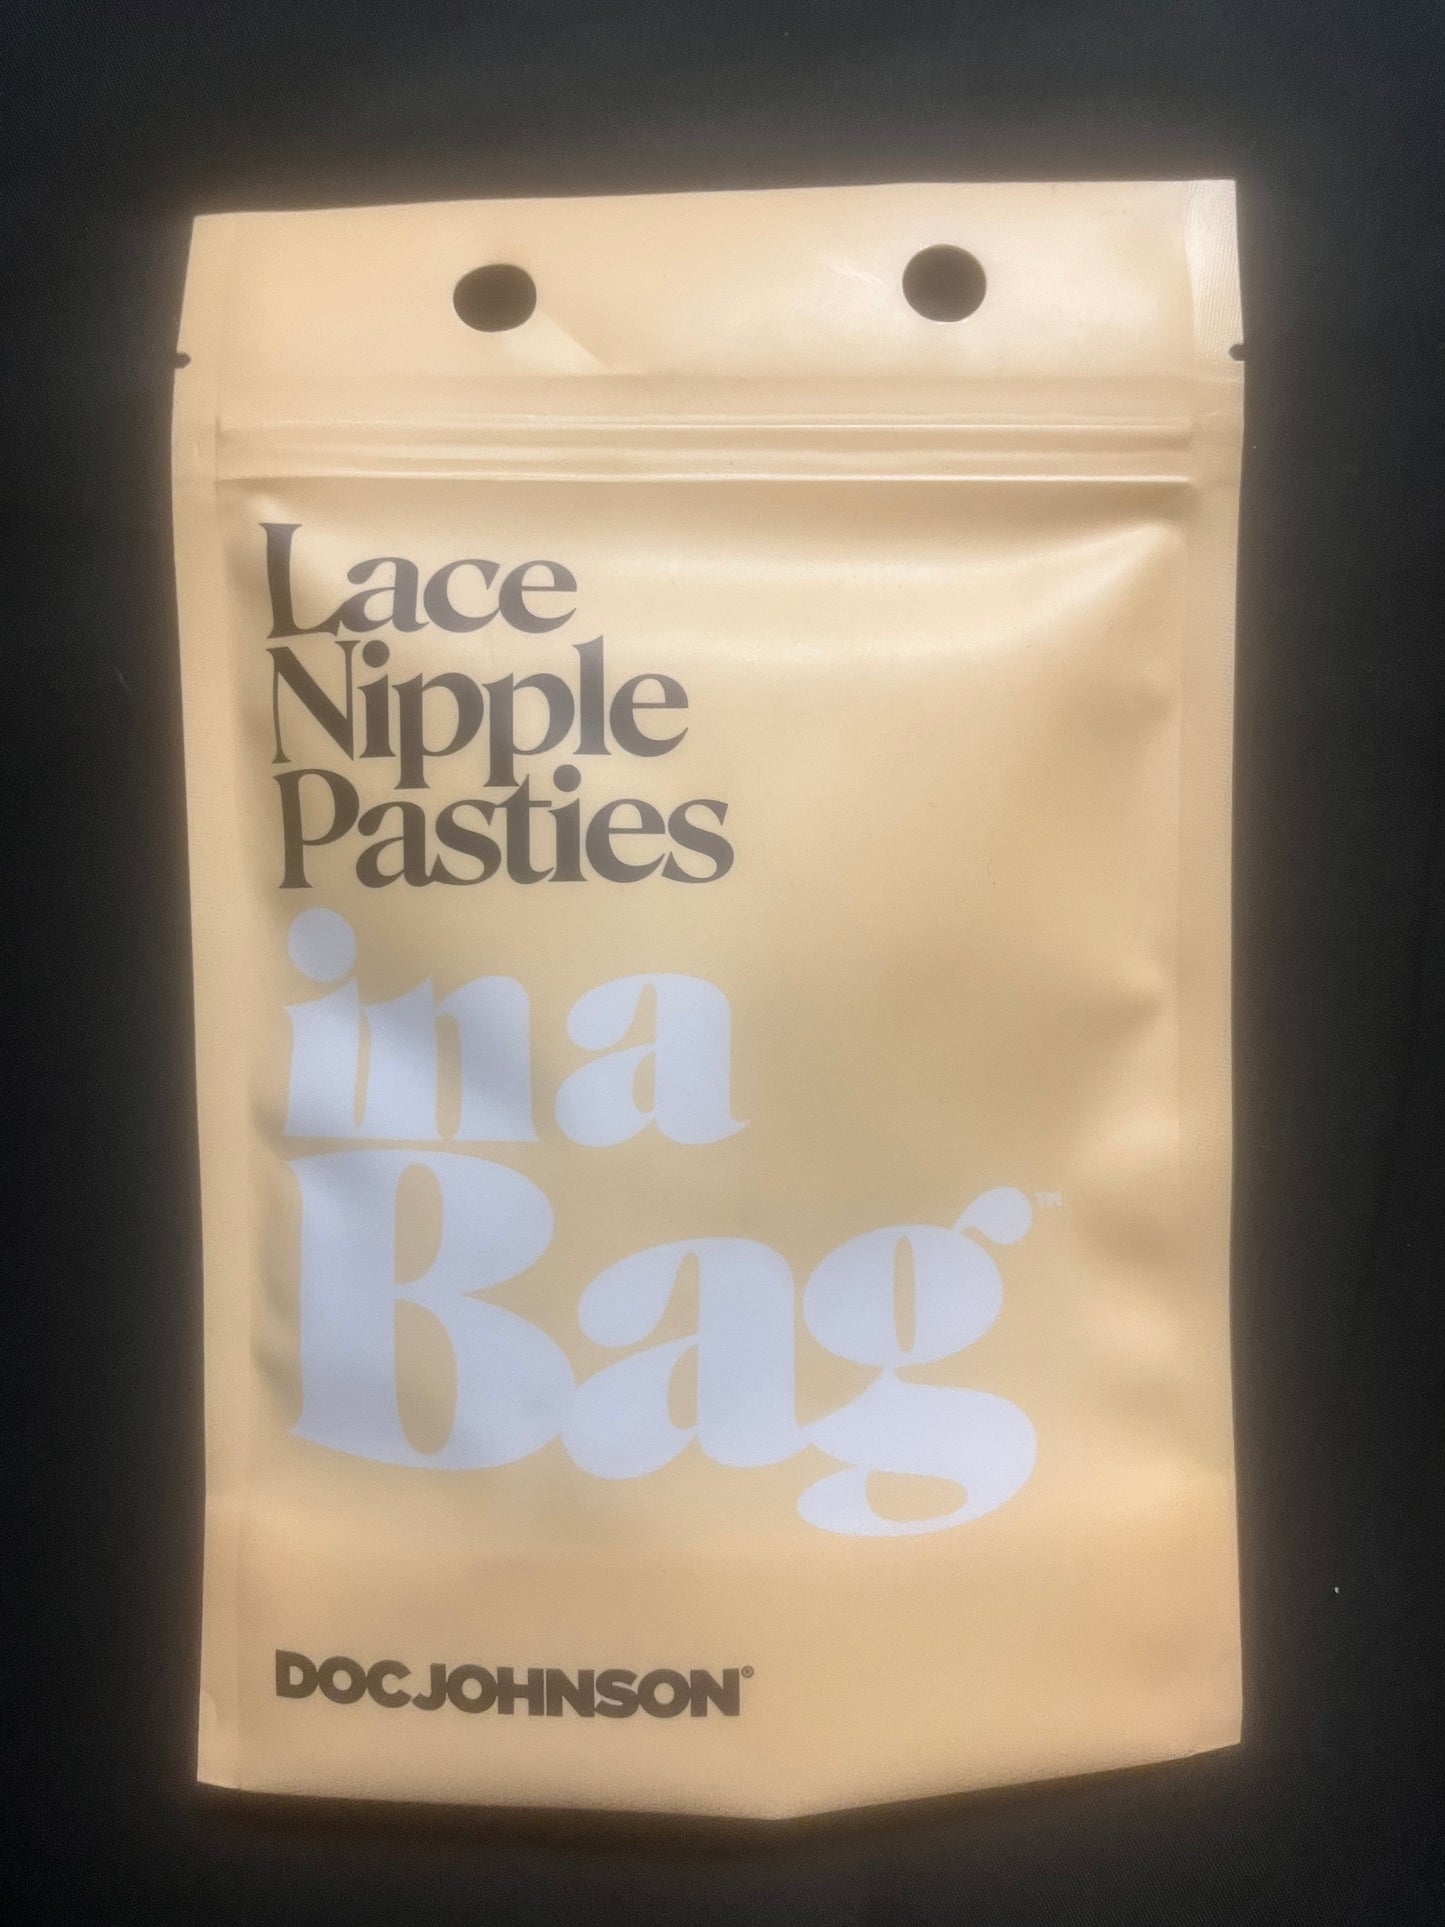 Lace
Nipple
Pasties
in a
Bag™
DOC JOHNSON®